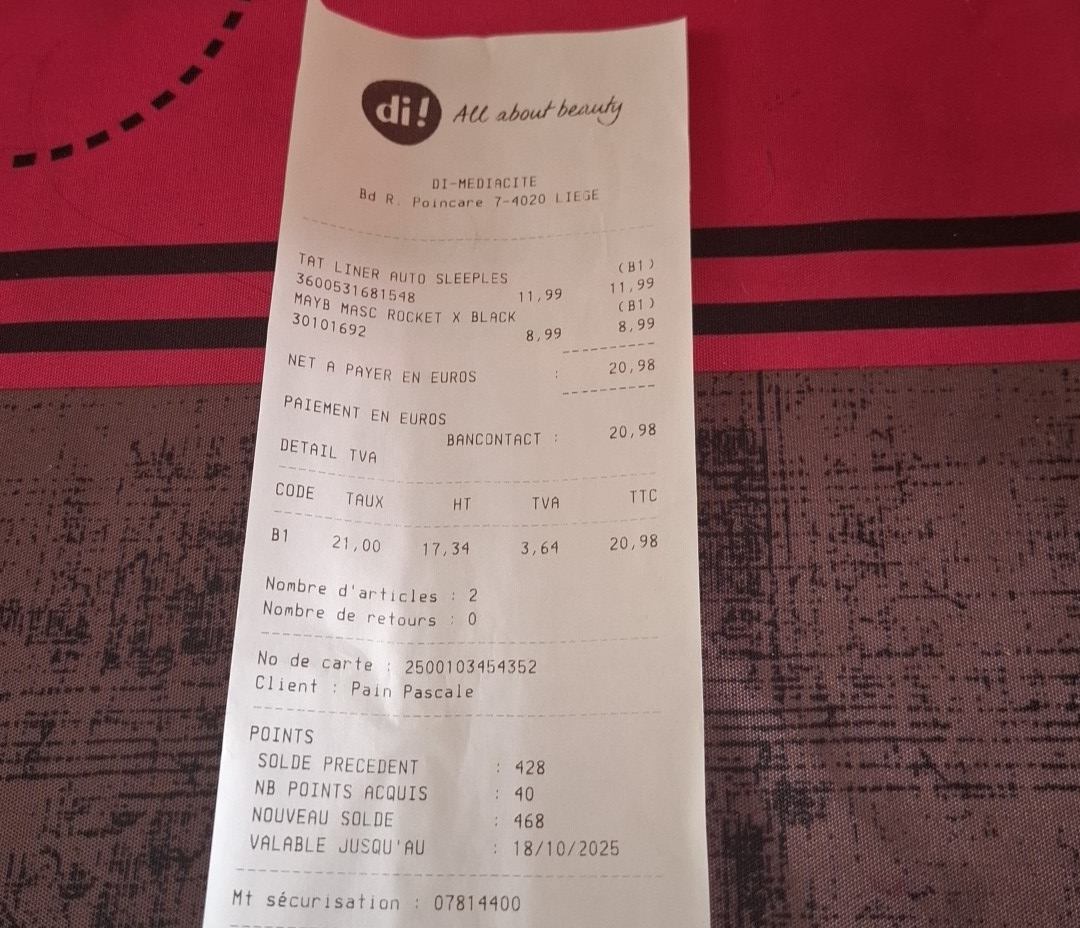 di! All about beauty
DI-MEDIACITE
Bd R. Poincare 7-4020 LIEGE
TAT LINER AUTO SLEEPLES (B1)
3600531681548 11,99 11,99
MAYB MASC ROCKET X BLACK (B1)
30101692 8,99 8,99
NET A PAYER EN EUROS : 20,98
PAIEMENT EN EUROS
BANCONTACT : 20,98
DETAIL TVA
CODE TAUX HT TVA TTC
B1 21,00 17,34 3,64 20,98
Nombre d'articles : 2
Nombre de retours : 0
No de carte : 2500103454352
Client : Pain Pascale
POINTS
SOLDE PRECEDENT : 428
NB POINTS ACQUIS : 40
NOUVEAU SOLDE : 468
VALABLE JUSQU'AU : 18/10/2025
Mt sécurisation : 07814400